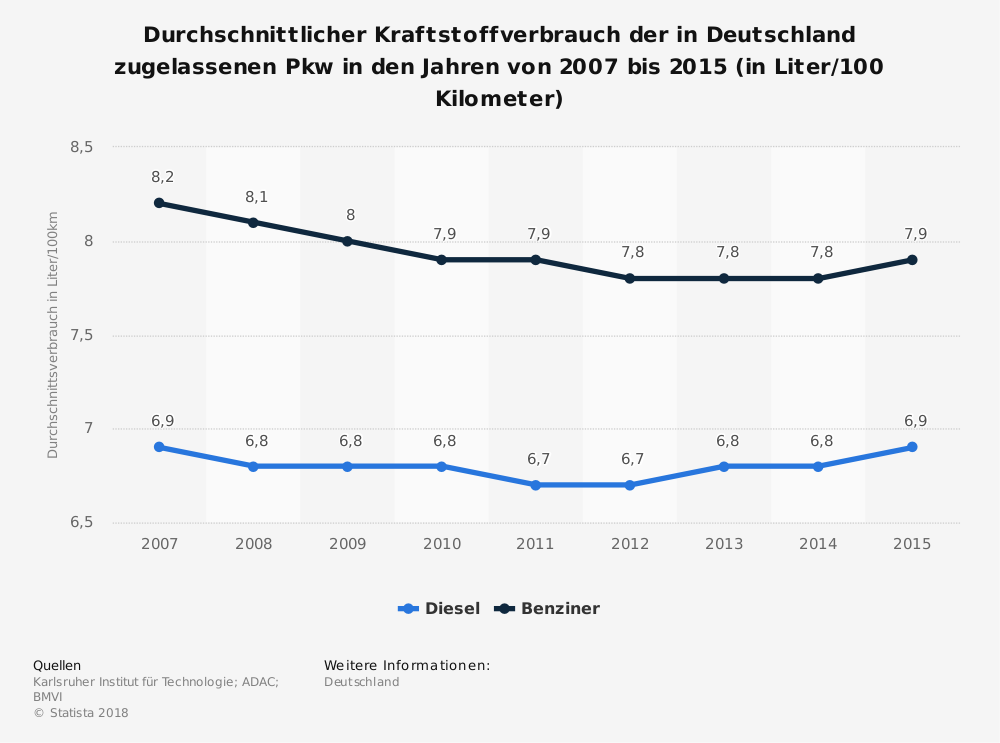 Durchschnittlicher Kraftstoffverbrauch der in Deutschland
zugelassenen Pkw in den Jahren von 2007 bis 2015 (in Liter/100
Kilometer)
Durchschnittsverbrauch in Liter/100km
8,5
8
7,5
7
6,5
8,2
8,1
8
7,9
7,9
7,8
7,8
7,8
7,9
6,9
6,8
6,8
6,8
6,7
6,7
6,8
6,8
6,9
2007 2008 2009 2010 2011 2012 2013 2014 2015
Diesel Benziner
Quellen
Karlsruher Institut für Technologie; ADAC;
BMVI
© Statista 2018
Weitere Informationen:
Deutschland